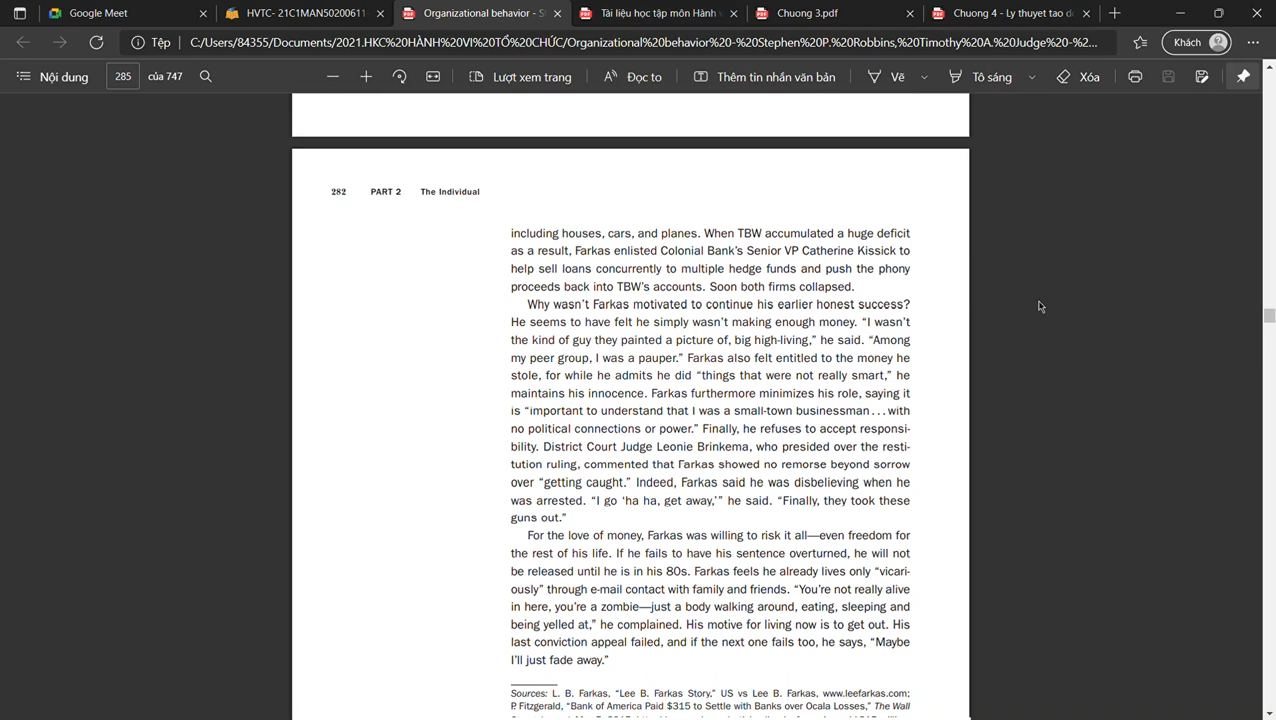 Google Meet
HVTC- 21C1MAN50200611
Organizational behavior - S
Tài liệu học tập môn Hành v
Chuong 3.pdf
Chuong 4 - Ly thuyet tao d
Tệp C:/Users/84355/Documents/2021.HKC%20HÀNH%20VI%20TỔ%20CHỨC/Organizational%20behavior%20-%20Stephen%20P.%20Robbins,%20Timothy%20A.%20Judge%20-%2... Khách
Nội dung 285 của 747 Lượt xem trang Đọc to Thêm tin nhắn văn bản Vẽ Tô sáng Xóa
282 PART 2 The Individual
including houses, cars, and planes. When TBW accumulated a huge deficit
as a result, Farkas enlisted Colonial Bank's Senior VP Catherine Kissick to
help sell loans concurrently to multiple hedge funds and push the phony
proceeds back into TBW's accounts. Soon both firms collapsed.
Why wasn't Farkas motivated to continue his earlier honest success?
He seems to have felt he simply wasn't making enough money. "I wasn't
the kind of guy they painted a picture of, big high-living," he said. "Among
my peer group, I was a pauper." Farkas also felt entitled to the money he
stole, for while he admits he did "things that were not really smart," he
maintains his innocence. Farkas furthermore minimizes his role, saying it
is "important to understand that I was a small-town businessman...with
no political connections or power." Finally, he refuses to accept responsi-
bility. District Court Judge Leonie Brinkema, who presided over the resti-
tution ruling, commented that Farkas showed no remorse beyond sorrow
over "getting caught." Indeed, Farkas said he was disbelieving when he
was arrested. "I go 'ha ha, get away,'" he said. "Finally, they took these
guns out."
For the love of money, Farkas was willing to risk it all—even freedom for
the rest of his life. If he fails to have his sentence overturned, he will not
be released until he is in his 80s. Farkas feels he already lives only "vicari-
ously" through e-mail contact with family and friends. "You're not really alive
in here, you're a zombie—just a body walking around, eating, sleeping and
being yelled at," he complained. His motive for living now is to get out. His
last conviction appeal failed, and if the next one fails too, he says, "Maybe
I'll just fade away."
Sources: L. B. Farkas, "Lee B. Farkas Story," US vs Lee B. Farkas, www.leefarkas.com;
P. Fitzgerald, "Bank of America Paid $315 to Settle with Banks over Ocala Losses," The Wall